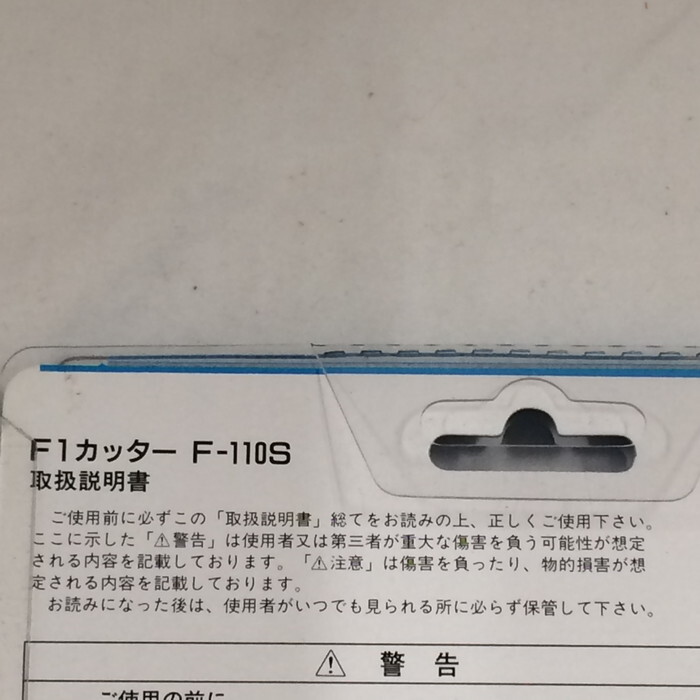 F1カッター F-110S
取扱説明書
ご使用前に必ずこの「取扱説明書」総てをお読みの上、正しくご使用下さい。
ここに示した「⚠警告」は使用者又は第三者が重大な傷害を負う可能性が想定
される内容を記載しております。「⚠注意」は傷害を負ったり、物的損害が想
定される内容を記載しております。
お読みになった後は、使用者がいつでも見られる所に必らず保管して下さい。
⚠ 警告
ご使用の前に